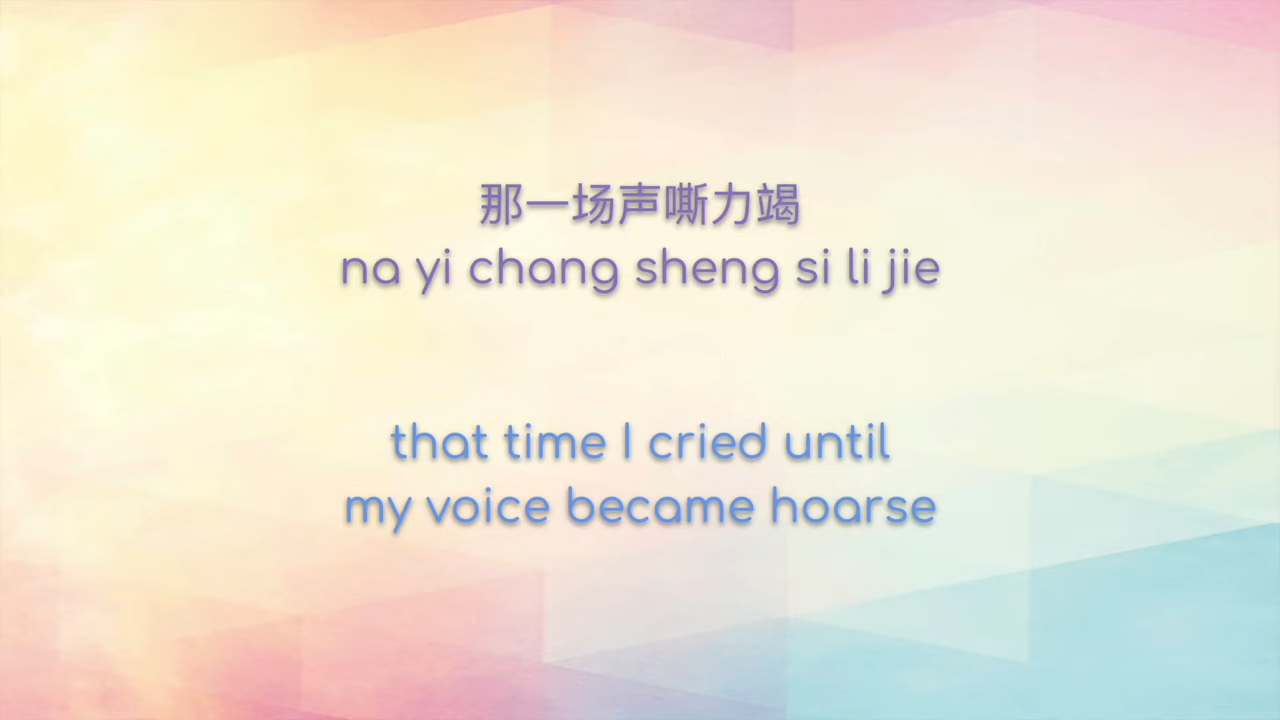 那一场声嘶力竭
na yi chang sheng si li jie
that time I cried until
my voice became hoarse